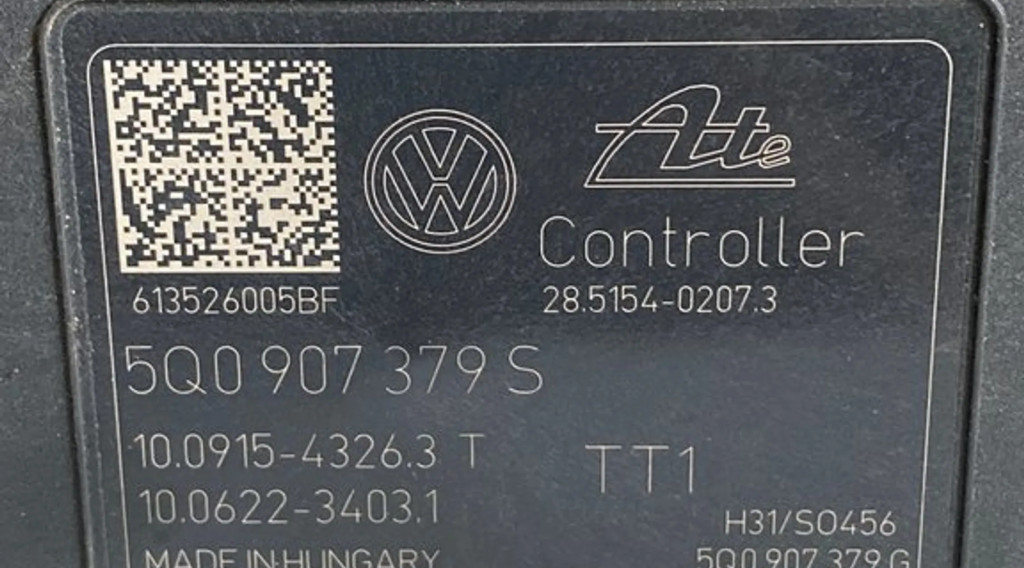 Ate
Controller
613526005BF
28.5154-0207.3
5Q0 907 379 S
10.0915-4326.3 T
TT1
10.0622-3403.1
H31/SO456
MADE IN HUNGARY
5Q0 907 379 G